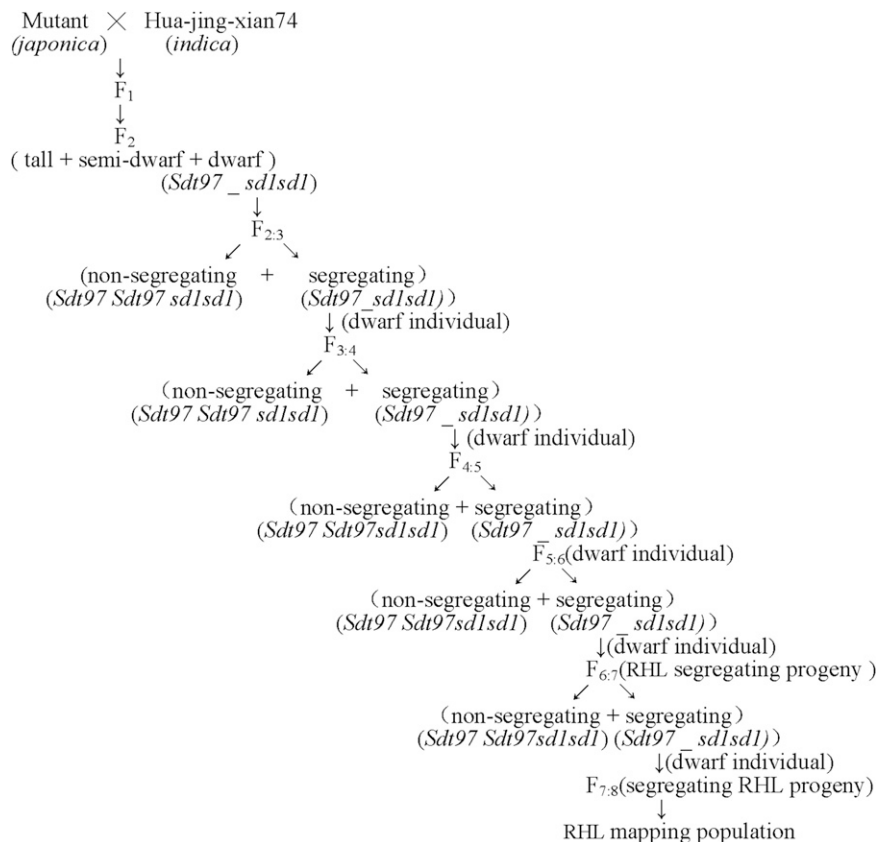 Mutant × Hua-jing-xian74
(japonica) (indica)
↓
F1
↓
F2
( tall + semi-dwarf + dwarf )
(Sdt97 _ sd1sd1)
↓
F2:3
↙ ↘
(non-segregating + segregating)
(Sdt97 Sdt97 sd1sd1) (Sdt97_sd1sd1))
↓(dwarf individual)
F3:4
↙ ↘
(non-segregating + segregating)
(Sdt97 Sdt97 sd1sd1) (Sdt97 _ sd1sd1))
↓(dwarf individual)
F4:5
↙ ↘
(non-segregating + segregating)
(Sdt97 Sdt97sd1sd1) (Sdt97 _ sd1sd1))
F5:6(dwarf individual)
↙ ↘
(non-segregating + segregating)
(Sdt97 Sdt97sd1sd1) (Sdt97 _ sd1sd1))
↓(dwarf individual)
F6:7(RHL segregating progeny )
↙ ↘
(non-segregating + segregating)
(Sdt97 Sdt97sd1sd1) (Sdt97 _ sd1sd1))
↓(dwarf individual)
F7:8(segregating RHL progeny)
↓
RHL mapping population